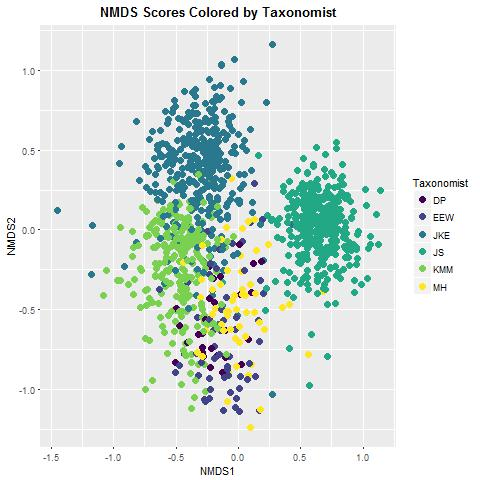 NMDS Scores Colored by Taxonomist
1.0
0.5
0.0
-0.5
-1.0
NMDS2
-1.5
-1.0
-0.5
0.0
0.5
1.0
NMDS1
Taxonomist
DP
EEW
JKE
JS
KMM
MH